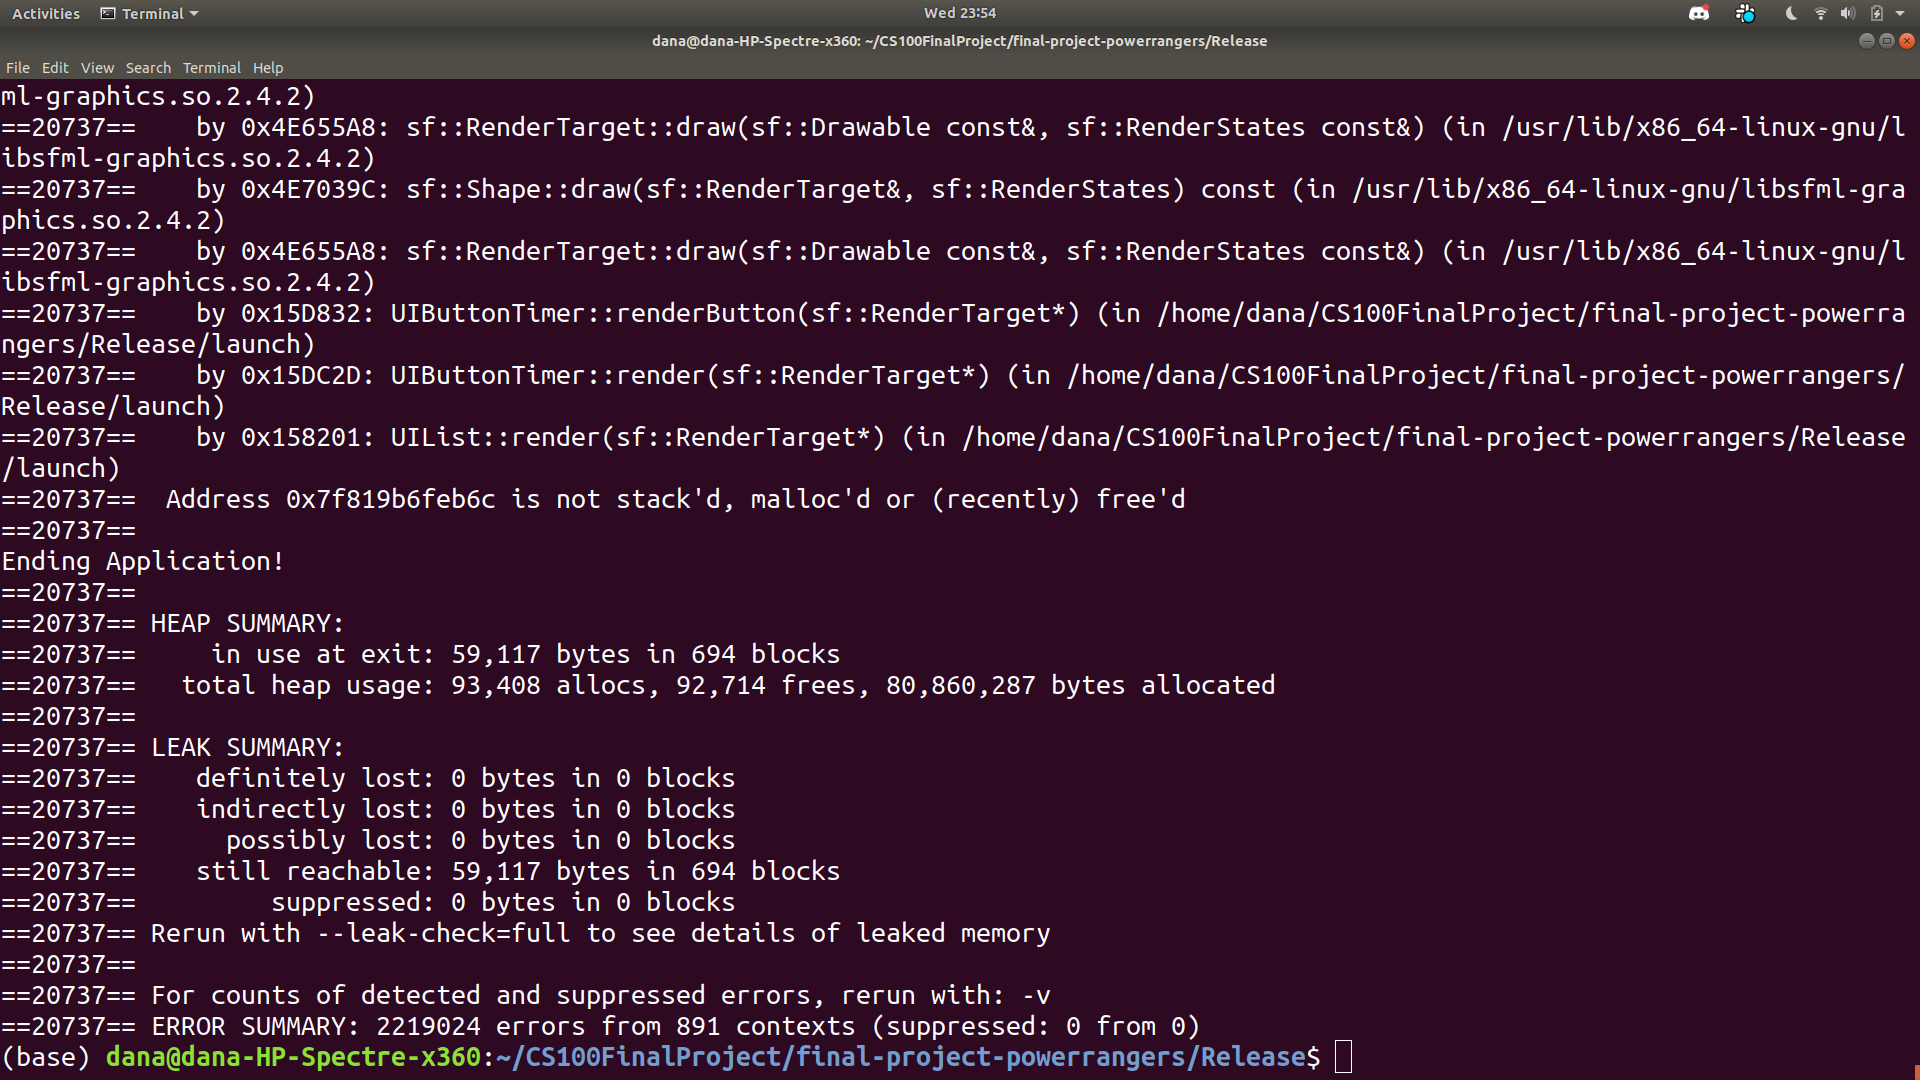 Activities Terminal Wed 23:54
dana@dana-HP-Spectre-x360: ~/CS100FinalProject/final-project-powerrangers/Release
File Edit View Search Terminal Help
ml-graphics.so.2.4.2)
==20737==    by 0x4E655A8: sf::RenderTarget::draw(sf::Drawable const&, sf::RenderStates const&) (in /usr/lib/x86_64-linux-gnu/l
ibsfml-graphics.so.2.4.2)
==20737==    by 0x4E7039C: sf::Shape::draw(sf::RenderTarget&, sf::RenderStates) const (in /usr/lib/x86_64-linux-gnu/libsfml-gra
phics.so.2.4.2)
==20737==    by 0x4E655A8: sf::RenderTarget::draw(sf::Drawable const&, sf::RenderStates const&) (in /usr/lib/x86_64-linux-gnu/l
ibsfml-graphics.so.2.4.2)
==20737==    by 0x15D832: UIButtonTimer::renderButton(sf::RenderTarget*) (in /home/dana/CS100FinalProject/final-project-powerra
ngers/Release/launch)
==20737==    by 0x15DC2D: UIButtonTimer::render(sf::RenderTarget*) (in /home/dana/CS100FinalProject/final-project-powerrangers/
Release/launch)
==20737==    by 0x158201: UIList::render(sf::RenderTarget*) (in /home/dana/CS100FinalProject/final-project-powerrangers/Release
/launch)
==20737==  Address 0x7f819b6feb6c is not stack'd, malloc'd or (recently) free'd
==20737==
Ending Application!
==20737==
==20737== HEAP SUMMARY:
==20737==     in use at exit: 59,117 bytes in 694 blocks
==20737==   total heap usage: 93,408 allocs, 92,714 frees, 80,860,287 bytes allocated
==20737==
==20737== LEAK SUMMARY:
==20737==    definitely lost: 0 bytes in 0 blocks
==20737==    indirectly lost: 0 bytes in 0 blocks
==20737==      possibly lost: 0 bytes in 0 blocks
==20737==    still reachable: 59,117 bytes in 694 blocks
==20737==         suppressed: 0 bytes in 0 blocks
==20737== Rerun with --leak-check=full to see details of leaked memory
==20737==
==20737== For counts of detected and suppressed errors, rerun with: -v
==20737== ERROR SUMMARY: 2219024 errors from 891 contexts (suppressed: 0 from 0)
(base) dana@dana-HP-Spectre-x360:~/CS100FinalProject/final-project-powerrangers/Release$